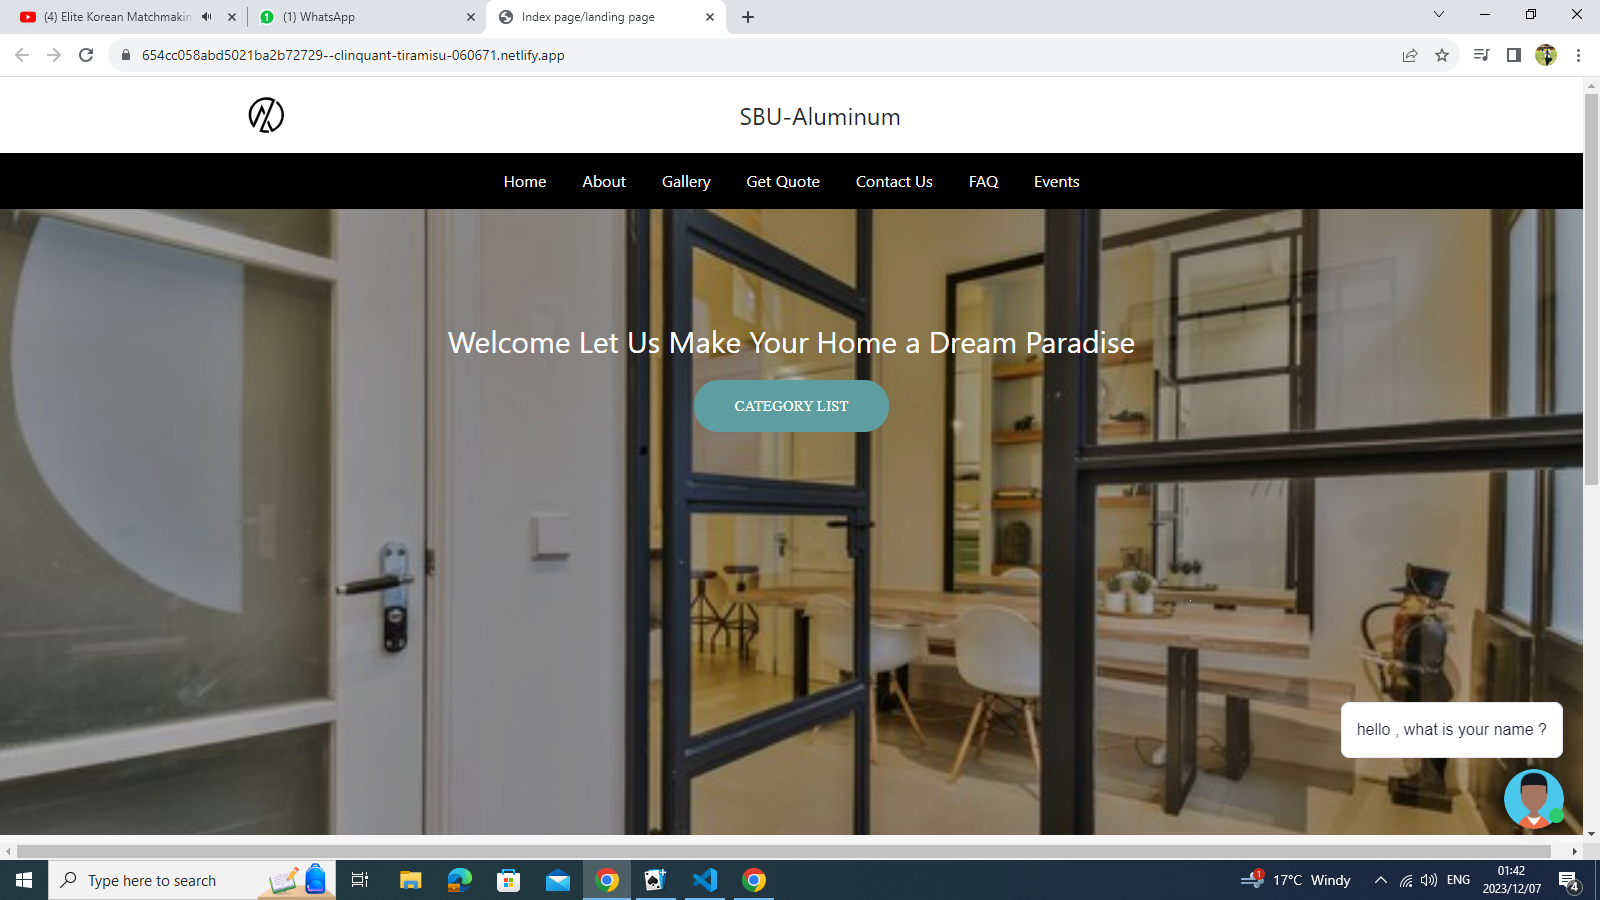 (4) Elite Korean Matchmakin
(1) WhatsApp
Index page/landing page
654cc058abd5021ba2b72729--clinquant-tiramisu-060671.netlify.app
SBU-Aluminum
Home About Gallery Get Quote Contact Us FAQ Events
Welcome Let Us Make Your Home a Dream Paradise
CATEGORY LIST
hello , what is your name ?
Type here to search
1
17°C Windy
ENG
01:42
2023/12/07
4